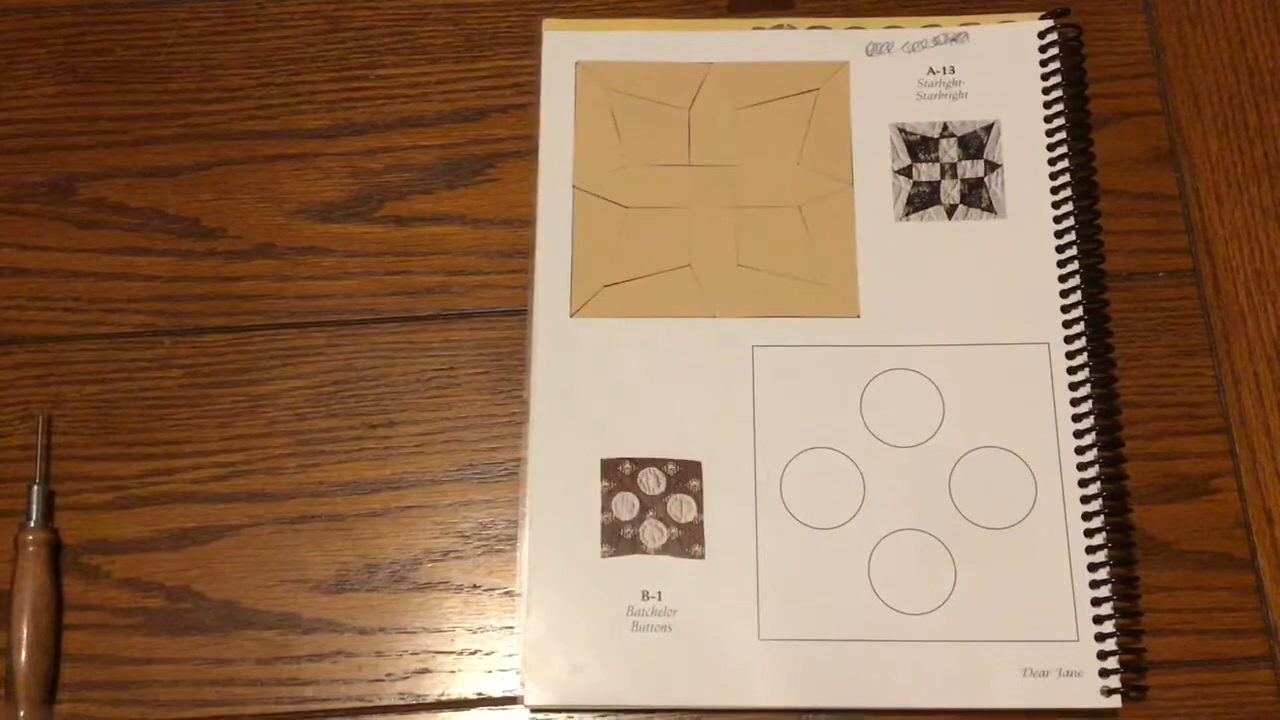 A-13
Starlight-
Starbright
B-1
Batchelor
Buttons
Dear Jane